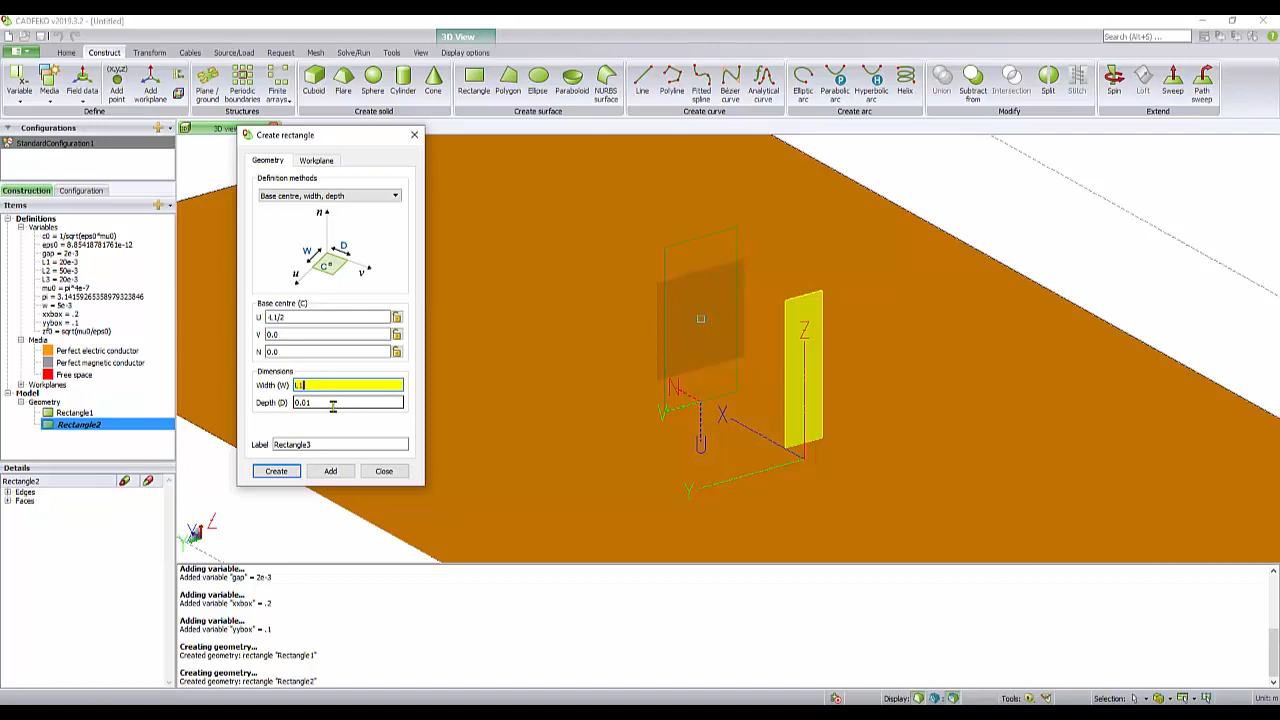 CADFEKO v2019.3.2 - [Untitled]
3D View
Search (Alt+S) ...
Home Construct Transform Cables Source/Load Request Mesh Solve/Run Tools View Display options
Variable Media Field data Add point Add workplane Plane / ground Periodic boundaries Finite arrays Cuboid Flare Sphere Cylinder Cone Rectangle Polygon Ellipse Paraboloid NURBS surface Line Polyline Fitted spline Bézier curve Analytical curve Elliptic arc Parabolic arc Hyperbolic arc Helix Union Subtract from Intersection Split Stitch Spin Loft Sweep Path sweep
Define Structures Create solid Create surface Create curve Create arc Modify Extend
Configurations
StandardConfiguration1
Construction Configuration
Items
Definitions
Variables
c0 = 1/sqrt(eps0*mu0)
eps0 = 8.85418781761e-12
gap = 2e-3
L1 = 20e-3
L2 = 50e-3
L3 = 20e-3
mu0 = pi*4e-7
pi = 3.14159265358979323846
w = 5e-3
xxbox = .2
yybox = .1
zf0 = sqrt(mu0/eps0)
Media
Perfect electric conductor
Perfect magnetic conductor
Free space
Workplanes
Model
Geometry
Rectangle1
Rectangle2
Details
Rectangle2
Edges
Faces
3D view
Create rectangle
Geometry Workplane
Definition methods
Base centre, width, depth
n
W D
C
u v
Base centre (C)
U -L1/2
V 0.0
N 0.0
Dimensions
Width (W) L1
Depth (D) 0.01
Label Rectangle3
Create Add Close
Z
N
V X
U
Y
Z
Y
Adding variable...
Added variable "gap" = 2e-3
Adding variable...
Added variable "xxbox" = .2
Adding variable...
Added variable "yybox" = .1
Creating geometry...
Created geometry: rectangle "Rectangle1"
Creating geometry...
Created geometry: rectangle "Rectangle2"
Display: Tools: Selection: Unit: m